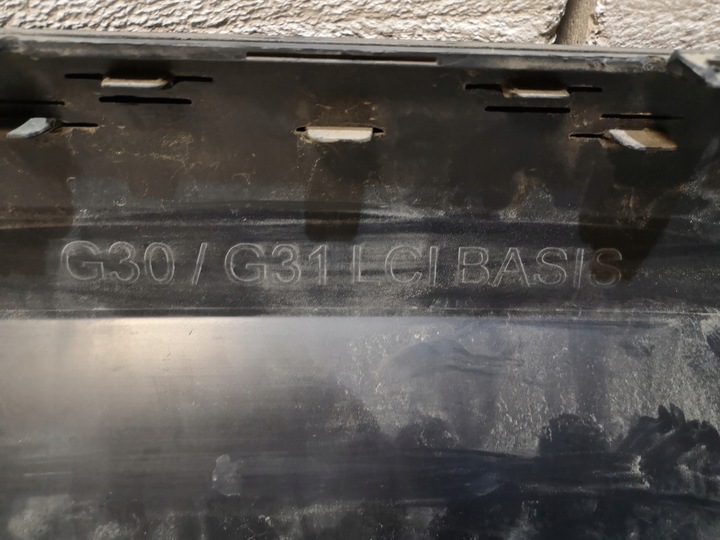 G30 / G31 LCI BASIS